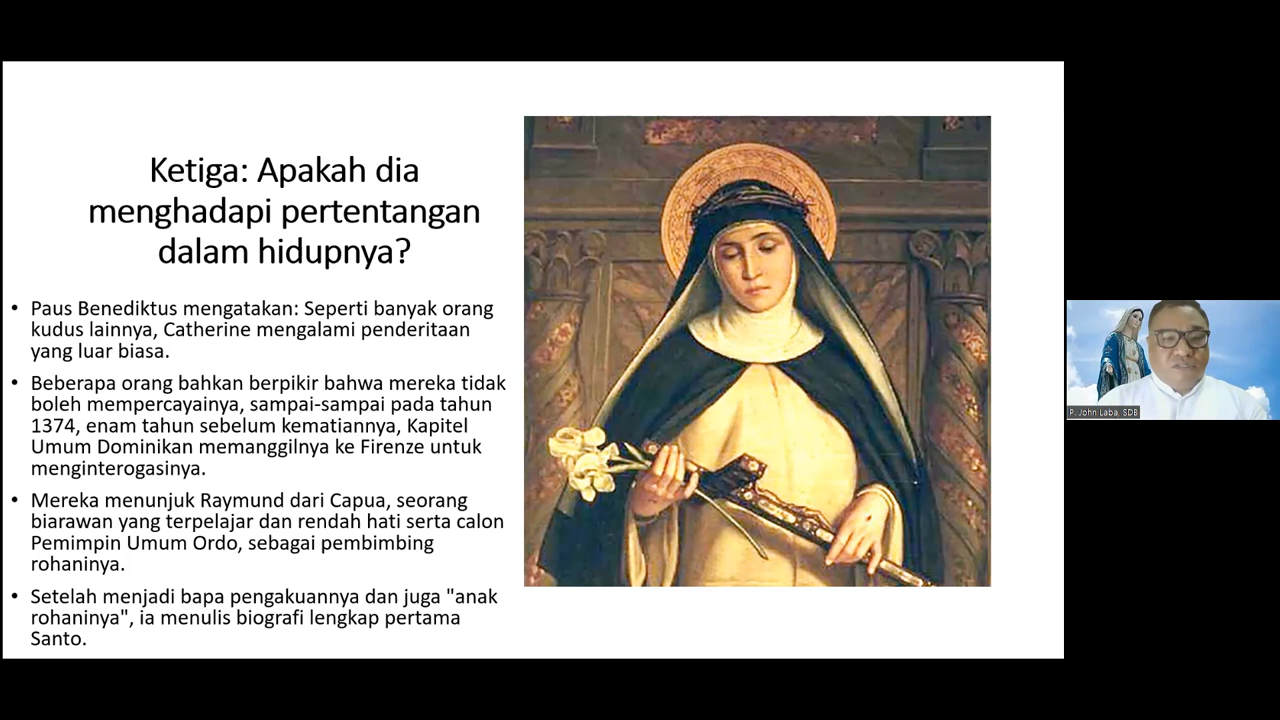 Ketiga: Apakah dia
menghadapi pertentangan
dalam hidupnya?
• Paus Benediktus mengatakan: Seperti banyak orang
kudus lainnya, Catherine mengalami penderitaan
yang luar biasa.
• Beberapa orang bahkan berpikir bahwa mereka tidak
boleh mempercayainya, sampai-sampai pada tahun
1374, enam tahun sebelum kematiannya, Kapitel
Umum Dominikan memanggilnya ke Firenze untuk
menginterogasinya.
• Mereka menunjuk Raymund dari Capua, seorang
biarawan yang terpelajar dan rendah hati serta calon
Pemimpin Umum Ordo, sebagai pembimbing
rohaninya.
• Setelah menjadi bapa pengakuannya dan juga "anak
rohaninya", ia menulis biografi lengkap pertama
Santo.
P. John Laba, SDB